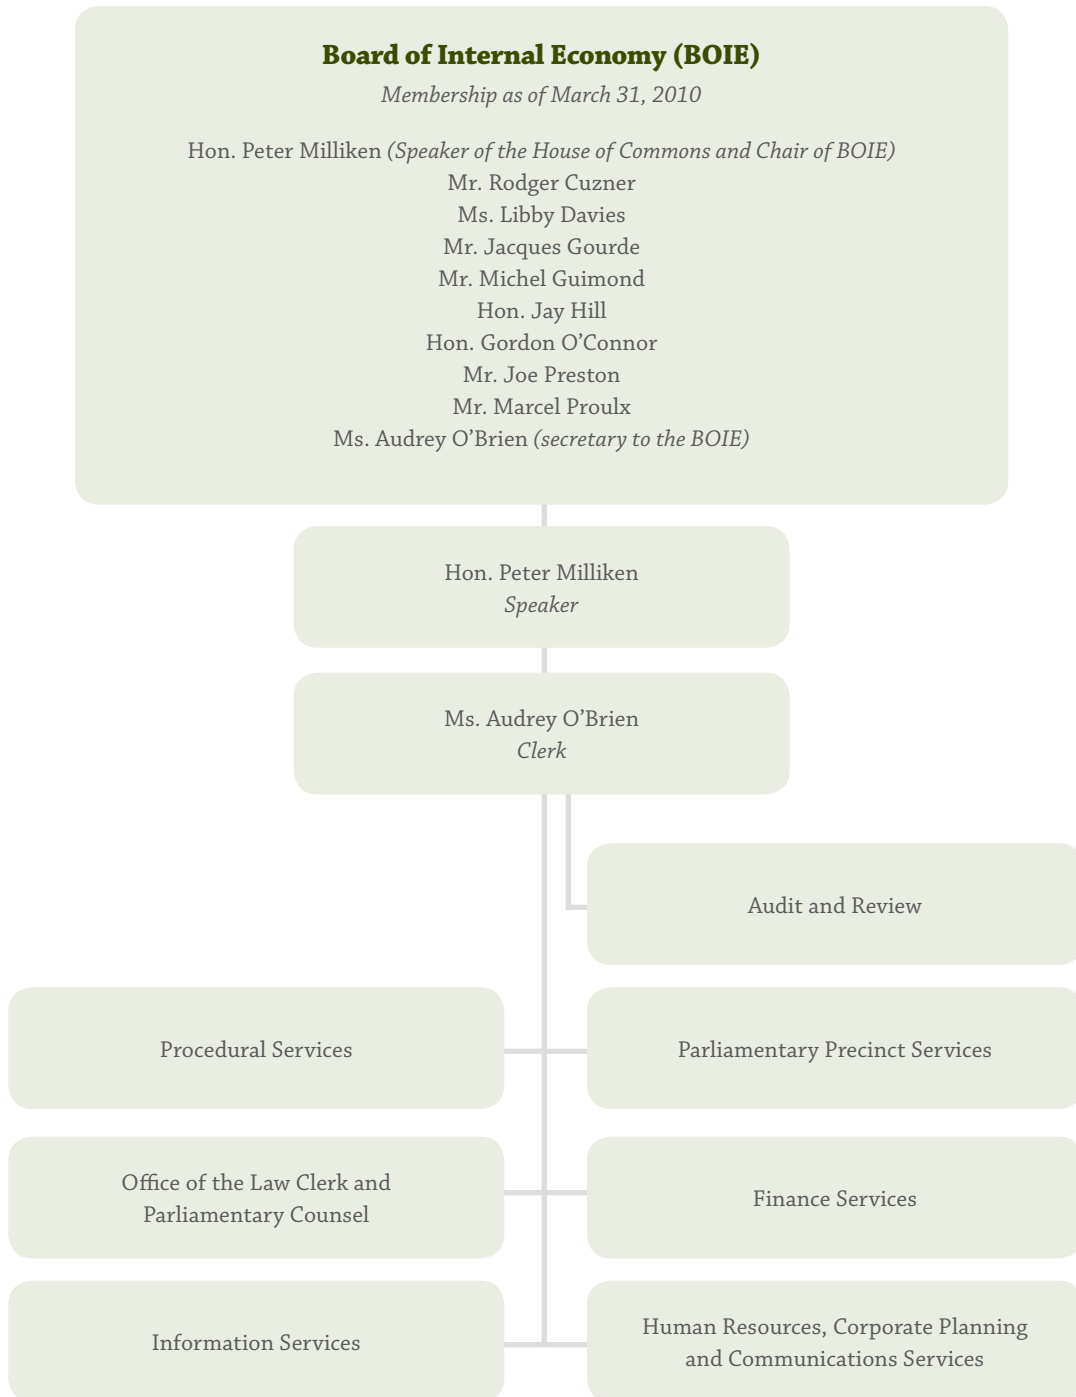 Board of Internal Economy (BOIE)
Membership as of March 31, 2010
Hon. Peter Milliken (Speaker of the House of Commons and Chair of BOIE)
Mr. Rodger Cuzner
Ms. Libby Davies
Mr. Jacques Gourde
Mr. Michel Guimond
Hon. Jay Hill
Hon. Gordon O’Connor
Mr. Joe Preston
Mr. Marcel Proulx
Ms. Audrey O’Brien (secretary to the BOIE)
Hon. Peter Milliken
Speaker
Ms. Audrey O’Brien
Clerk
Audit and Review
Procedural Services
Parliamentary Precinct Services
Office of the Law Clerk and
Parliamentary Counsel
Finance Services
Information Services
Human Resources, Corporate Planning
and Communications Services